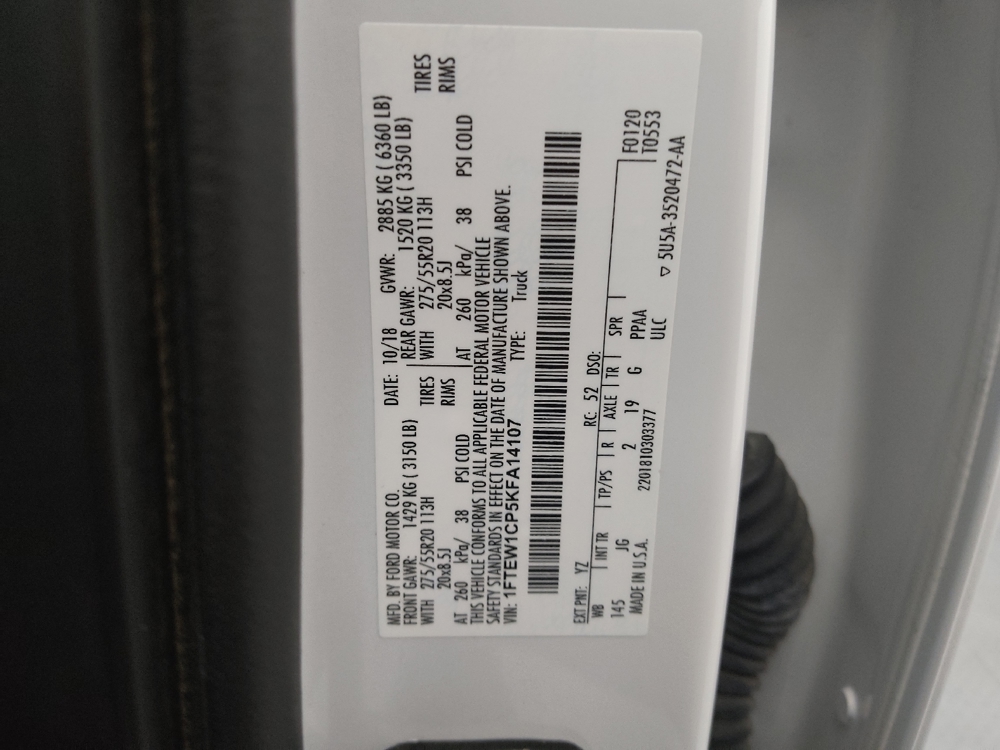 MFD. BY FORD MOTOR CO. DATE: 10/18 GVWR: 2885 KG ( 6360 LB)
FRONT GAWR: 1429 KG ( 3150 LB) REAR GAWR: 1520 KG ( 3350 LB)
WITH 275/55R20 113H TIRES WITH 275/55R20 113H TIRES
20x8.5J RIMS 20x8.5J RIMS
AT 260 kPa/ 38 PSI COLD AT 260 kPa/ 38 PSI COLD
THIS VEHICLE CONFORMS TO ALL APPLICABLE FEDERAL MOTOR VEHICLE
SAFETY STANDARDS IN EFFECT ON THE DATE OF MANUFACTURE SHOWN ABOVE.
VIN: 1FTEW1CP5KFA14107 TYPE: Truck
EXT PNT: YZ RC: 52 DSO: F0120
WB INT TR TP/PS R AXLE TR SPR T0553
145 JG 2 19 G PPAA
MADE IN U.S.A. 2201810303377 ULC
▽ 5U5A-3520472-AA